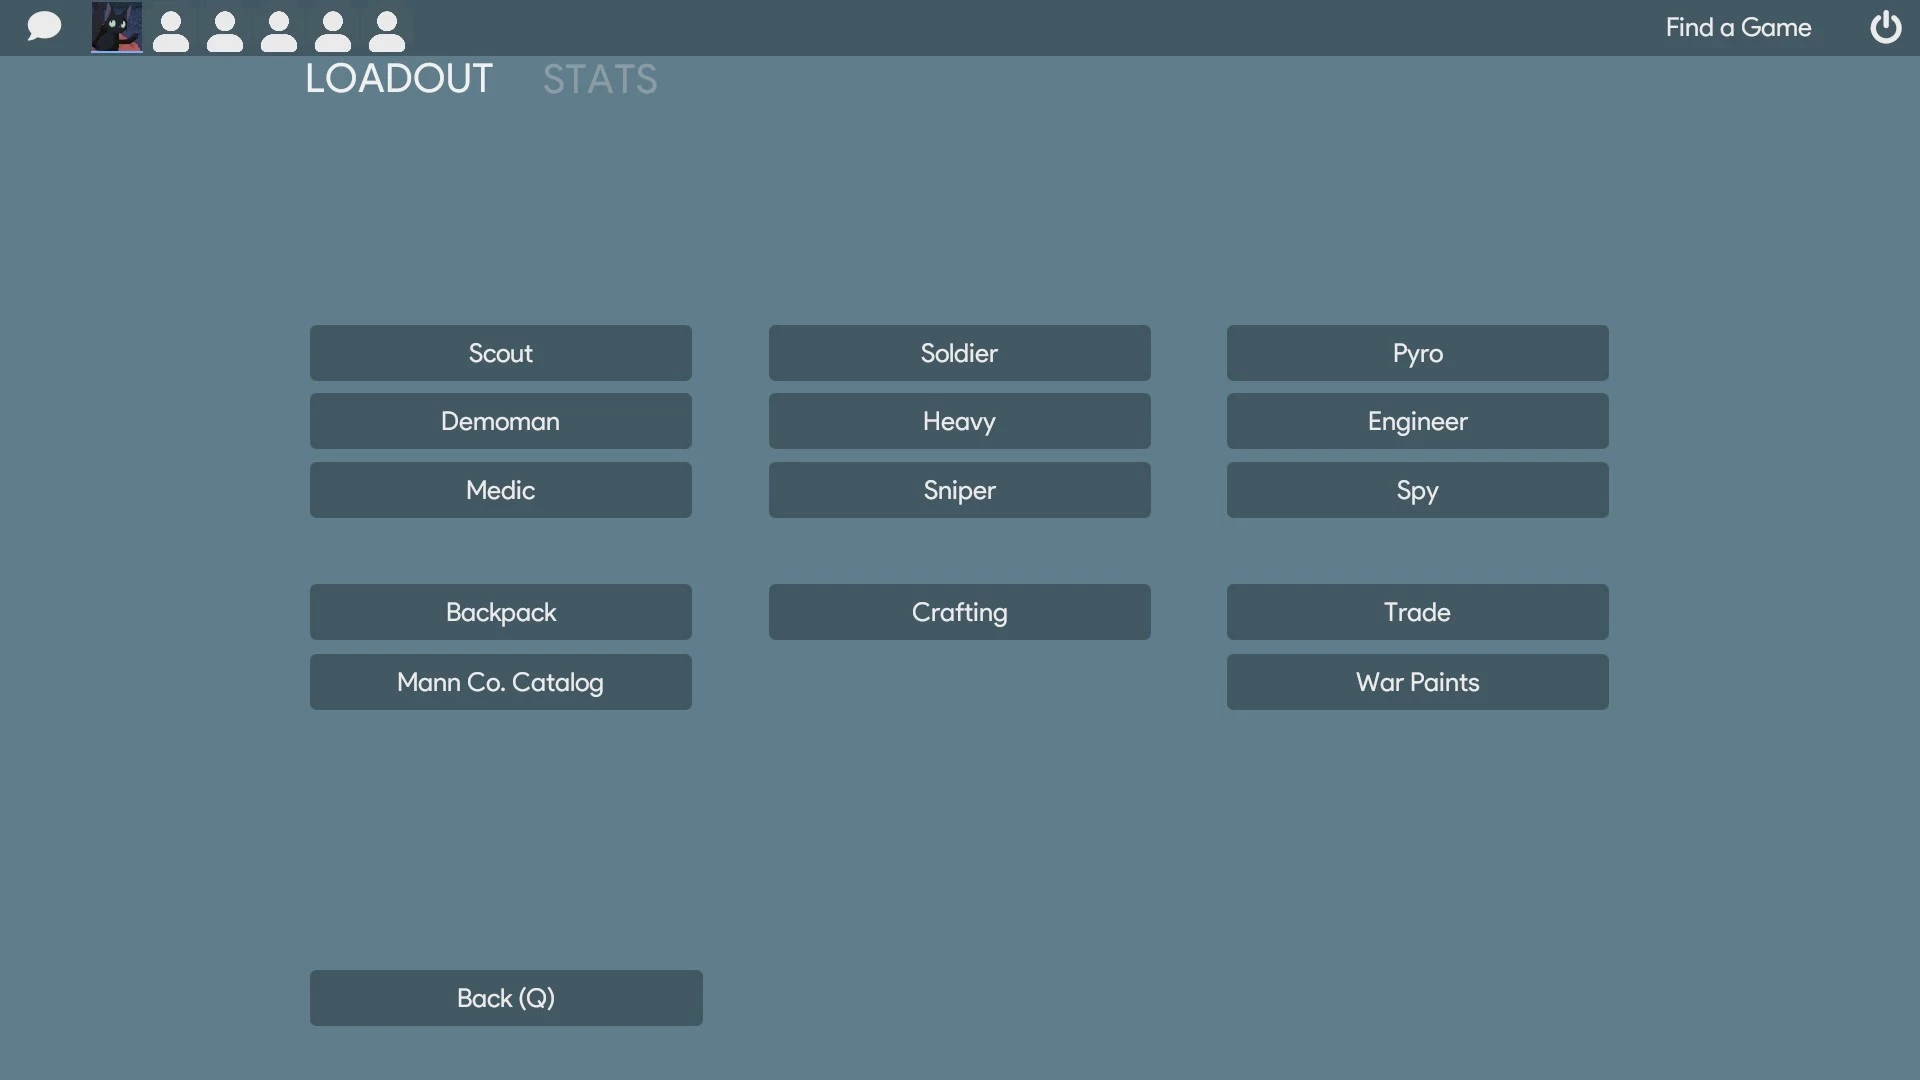 Find a Game
LOADOUT STATS
Scout Soldier Pyro
Demoman Heavy Engineer
Medic Sniper Spy
Backpack Crafting Trade
Mann Co. Catalog War Paints
Back (Q)